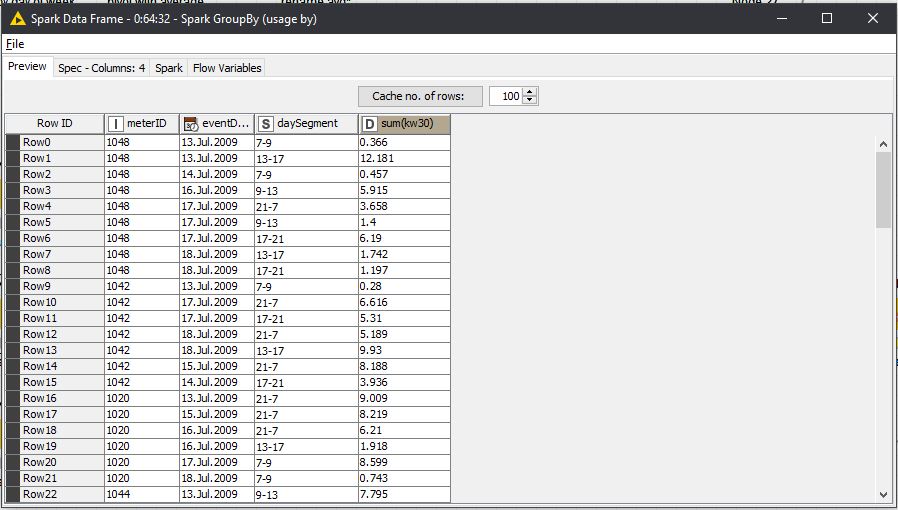 Spark Data Frame - 0:64:32 - Spark GroupBy (usage by)
File
Preview Spec - Columns: 4 Spark Flow Variables
Cache no. of rows: 100
Row ID I meterID eventD... S daySegment D sum(kw30)
Row0 1048 13.Jul.2009 7-9 0.366
Row1 1048 13.Jul.2009 13-17 12.181
Row2 1048 14.Jul.2009 7-9 0.457
Row3 1048 16.Jul.2009 9-13 5.915
Row4 1048 17.Jul.2009 21-7 3.658
Row5 1048 17.Jul.2009 9-13 1.4
Row6 1048 17.Jul.2009 17-21 6.19
Row7 1048 18.Jul.2009 13-17 1.742
Row8 1048 18.Jul.2009 17-21 1.197
Row9 1042 13.Jul.2009 7-9 0.28
Row10 1042 17.Jul.2009 21-7 6.616
Row11 1042 17.Jul.2009 17-21 5.31
Row12 1042 18.Jul.2009 21-7 5.189
Row13 1042 18.Jul.2009 13-17 9.93
Row14 1042 15.Jul.2009 21-7 8.188
Row15 1042 14.Jul.2009 17-21 3.936
Row16 1020 13.Jul.2009 21-7 9.009
Row17 1020 15.Jul.2009 21-7 8.219
Row18 1020 16.Jul.2009 21-7 6.21
Row19 1020 16.Jul.2009 13-17 1.918
Row20 1020 17.Jul.2009 7-9 8.599
Row21 1020 18.Jul.2009 7-9 0.743
Row22 1044 13.Jul.2009 9-13 7.795